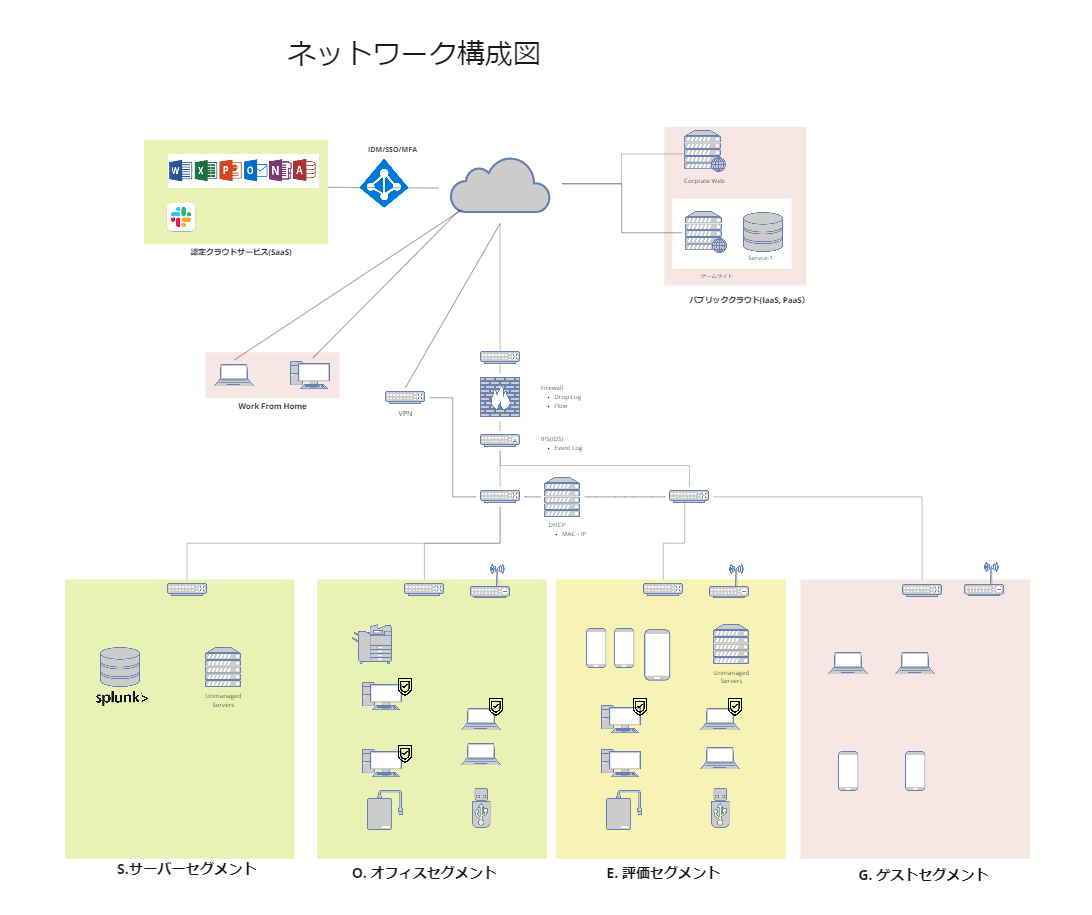 ネットワーク構成図
IDM/SSO/MFA
W X P O N A
認定クラウドサービス(SaaS)
Corprate Web
Servce-1
ゲームサイト
パブリッククラウド(IaaS, PaaS)
Work From Home
VPN
Firewall
• Drop Log
• Flow
IPS(IDS)
• Event Log
DHCP
• MAC - IP
splunk>
Unmanaged
Servers
Unmanaged
Servers
S.サーバーセグメント
O. オフィスセグメント
E. 評価セグメント
G. ゲストセグメント